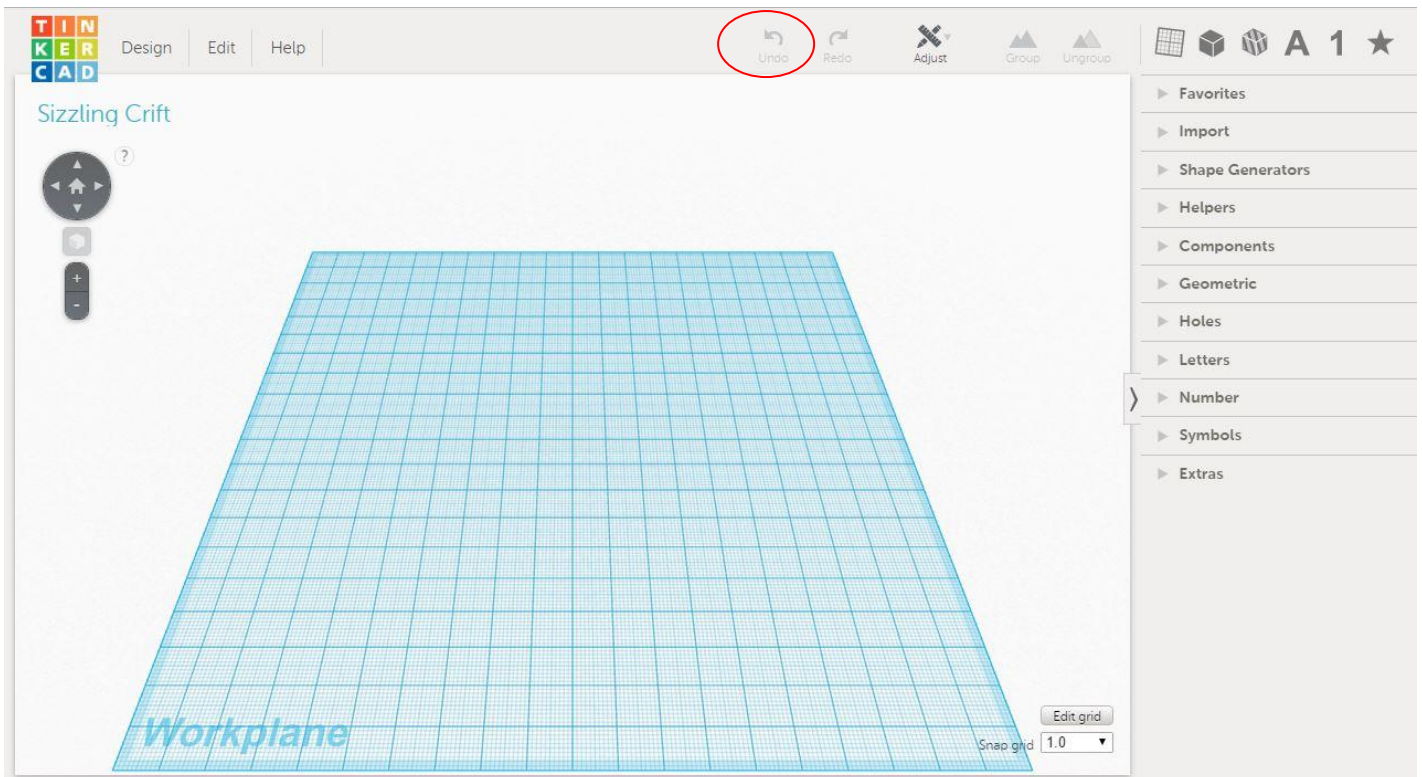 TIN
KER
CAD
Design Edit Help
Undo Redo Adjust Group Ungroup
A 1
Sizzling Crift
?
+
-
Favorites
Import
Shape Generators
Helpers
Components
Geometric
Holes
Letters
Number
Symbols
Extras
Workplane
Edit grid
Snap grid 1.0